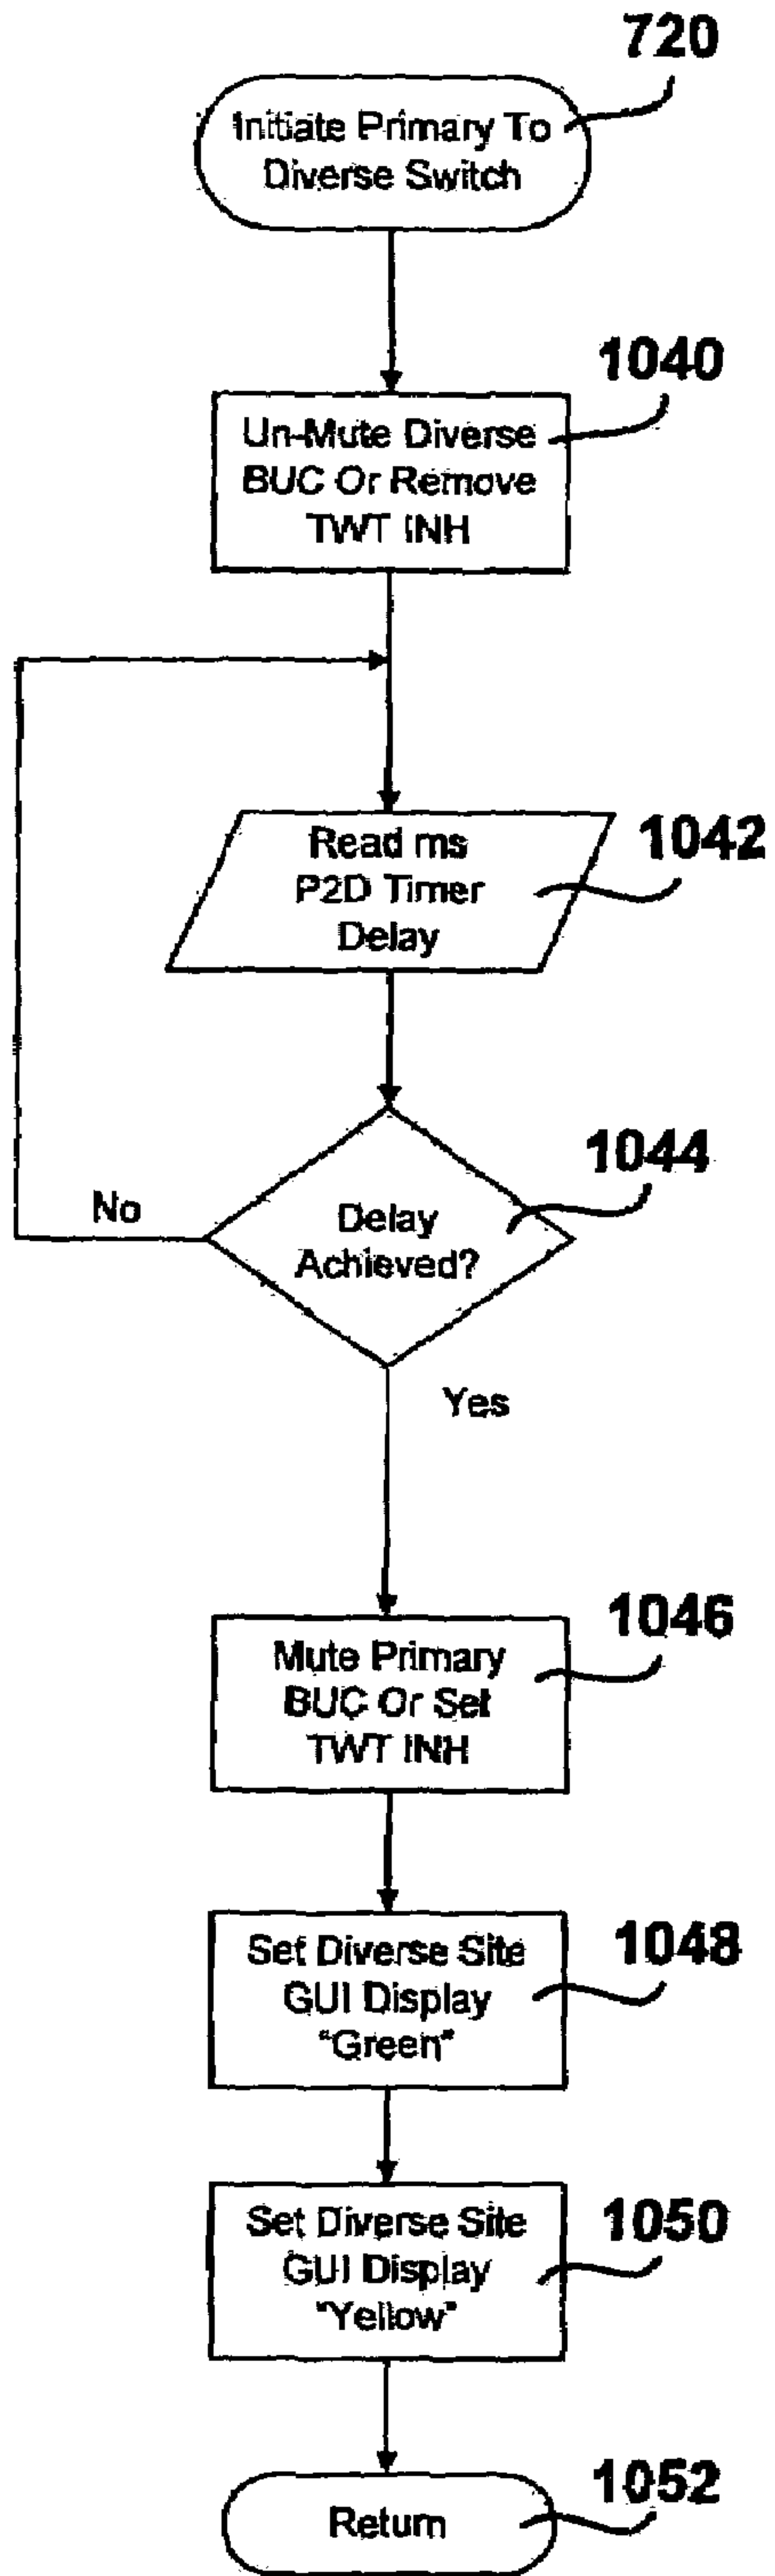 720
Initiate Primary To
Diverse Switch
1040
Un-Mute Diverse
BUC Or Remove
TWT INH
Read ms
P2D Timer
Delay
1042
1044
No
Delay
Achieved?
Yes
1046
Mute Primary
BUC Or Set
TWT INH
1048
Set Diverse Site
GUI Display
"Green"
1050
Set Diverse Site
GUI Display
"Yellow"
1052
Return